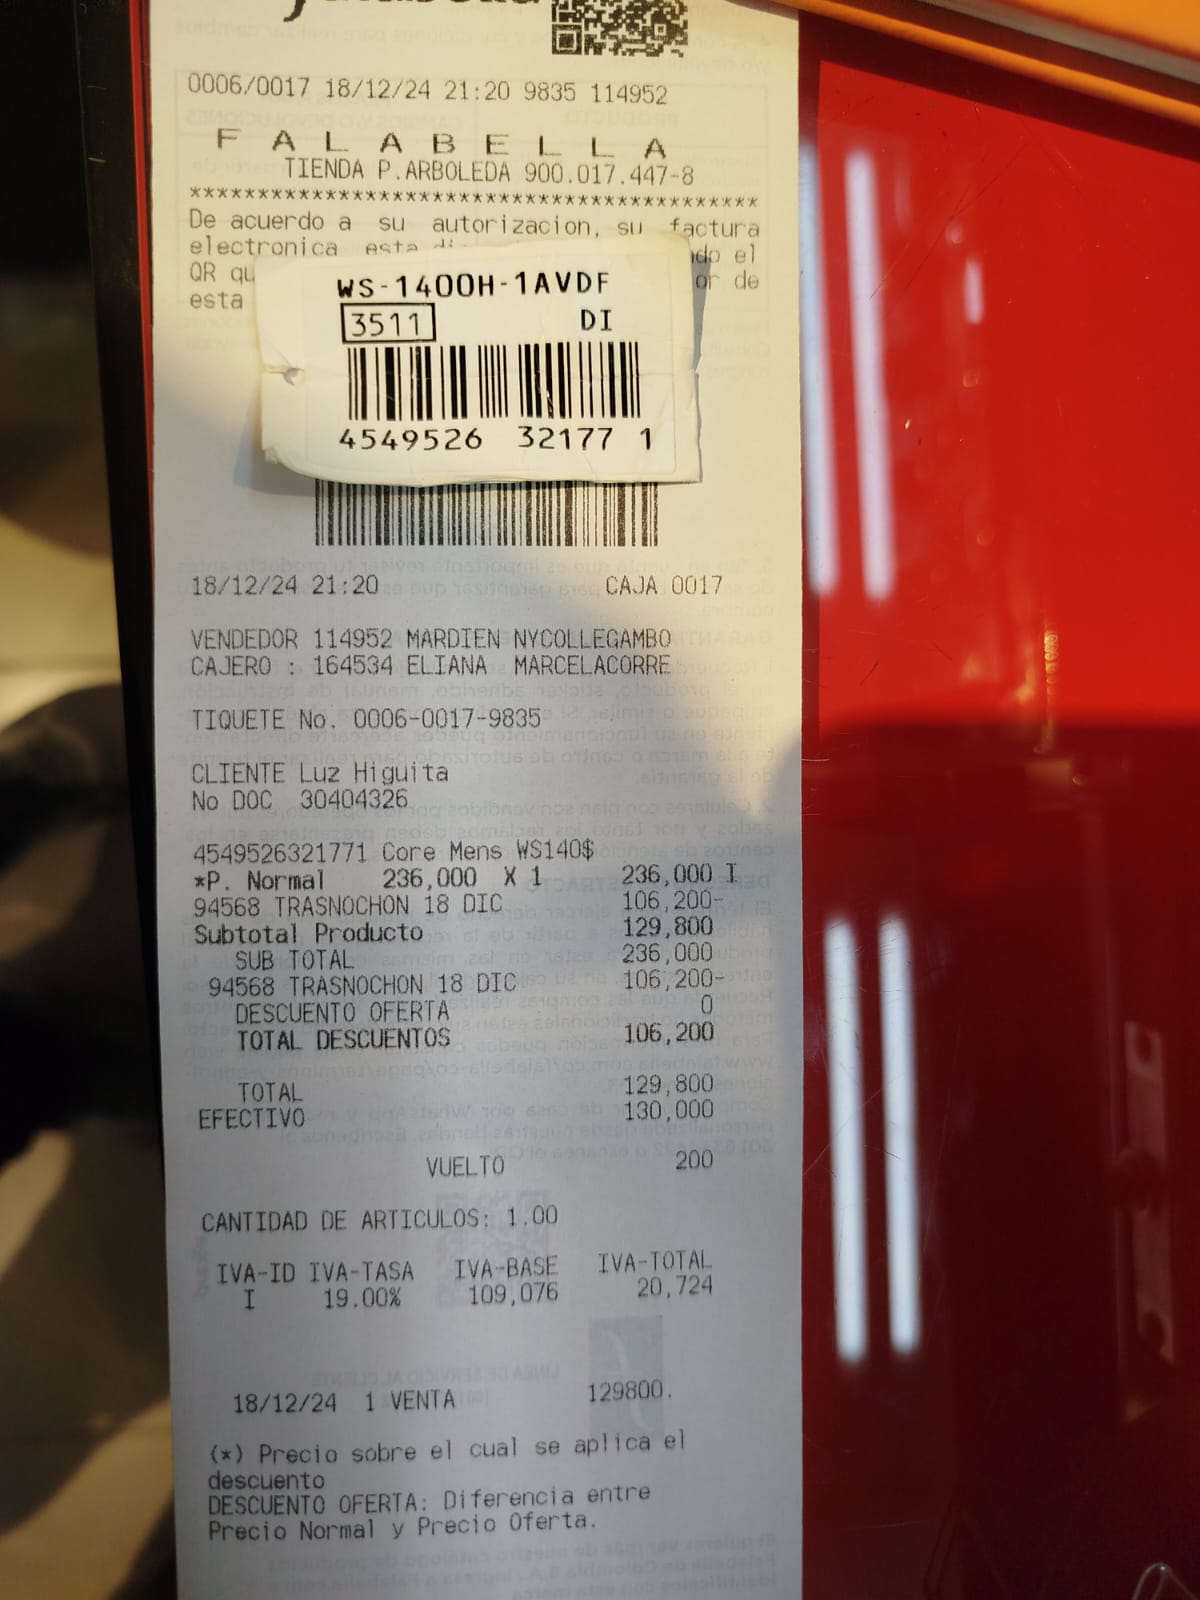 0006/0017 18/12/24 21:20 9835 114952
FALABELLA
TIENDA P.ARBOLEDA 900.017.447-8
*******************************************
De acuerdo a su autorizacion, su factura
electronica esta el
QR de
esta
WS-1400H-1AVDF
3511 DI
4549526 32177 1
18/12/24 21:20 CAJA 0017
VENDEDOR 114952 MARDIEN NYCOLLEGAMBO
CAJERO : 164534 ELIANA MARCELACORRE
TIQUETE No. 0006-0017-9835
CLIENTE Luz Higuita
No DOC 30404326
4549526321771 Core Mens WS140$
*P. Normal 236,000 X 1 236,000 I
94568 TRASNOCHON 18 DIC 106,200-
Subtotal Producto 129,800
SUB TOTAL 236,000
94568 TRASNOCHON 18 DIC 106,200-
DESCUENTO OFERTA 0
TOTAL DESCUENTOS 106,200
TOTAL 129,800
EFECTIVO 130,000
VUELTO 200
CANTIDAD DE ARTICULOS: 1.00
IVA-ID IVA-TASA IVA-BASE IVA-TOTAL
I 19.00% 109,076 20,724
18/12/24 1 VENTA 129800.
(*) Precio sobre el cual se aplica el
descuento
DESCUENTO OFERTA: Diferencia entre
Precio Normal y Precio Oferta.